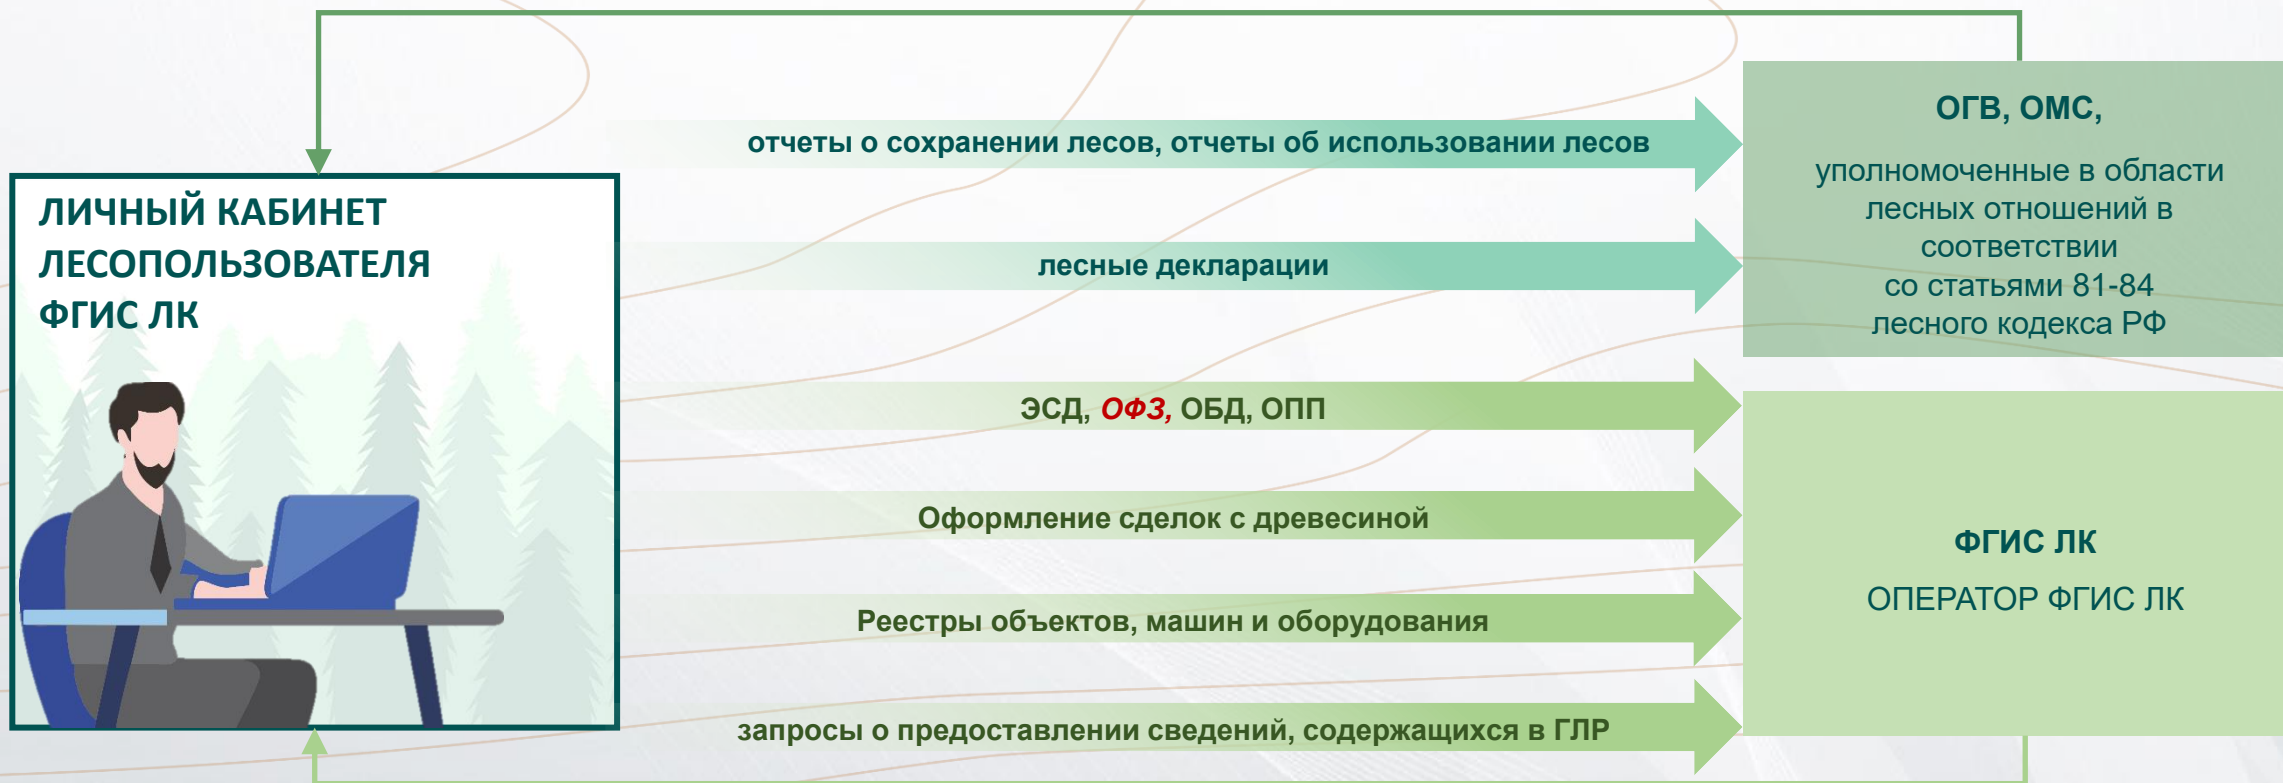 ЛИЧНЫЙ КАБИНЕТ
ЛЕСОПОЛЬЗОВАТЕЛЯ
ФГИС ЛК
отчеты о сохранении лесов, отчеты об использовании лесов
лесные декларации
ЭСД, ОФЗ, ОБД, ОПП
Оформление сделок с древесиной
Реестры объектов, машин и оборудования
запросы о предоставлении сведений, содержащихся в ГЛР
ОГВ, ОМС,
уполномоченные в области
лесных отношений в
соответствии
со статьями 81-84
лесного кодекса РФ
ФГИС ЛК
ОПЕРАТОР ФГИС ЛК